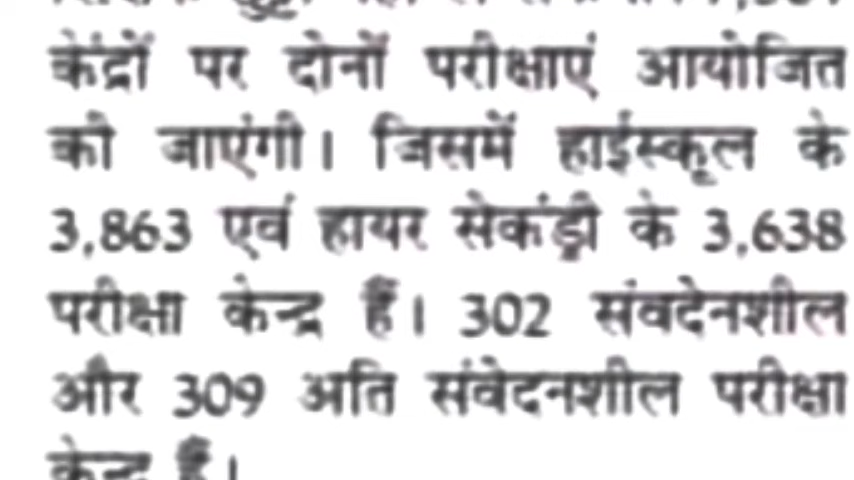 केंद्रों पर दोनों परीक्षाएं आयोजित
की जाएंगी। जिसमें हाईस्कूल के
3,863 एवं हायर सेकंड्री के 3,638
परीक्षा केन्द्र हैं। 302 संवदेनशील
और 309 अति संवेदनशील परीक्षा
केन्द्र हैं।